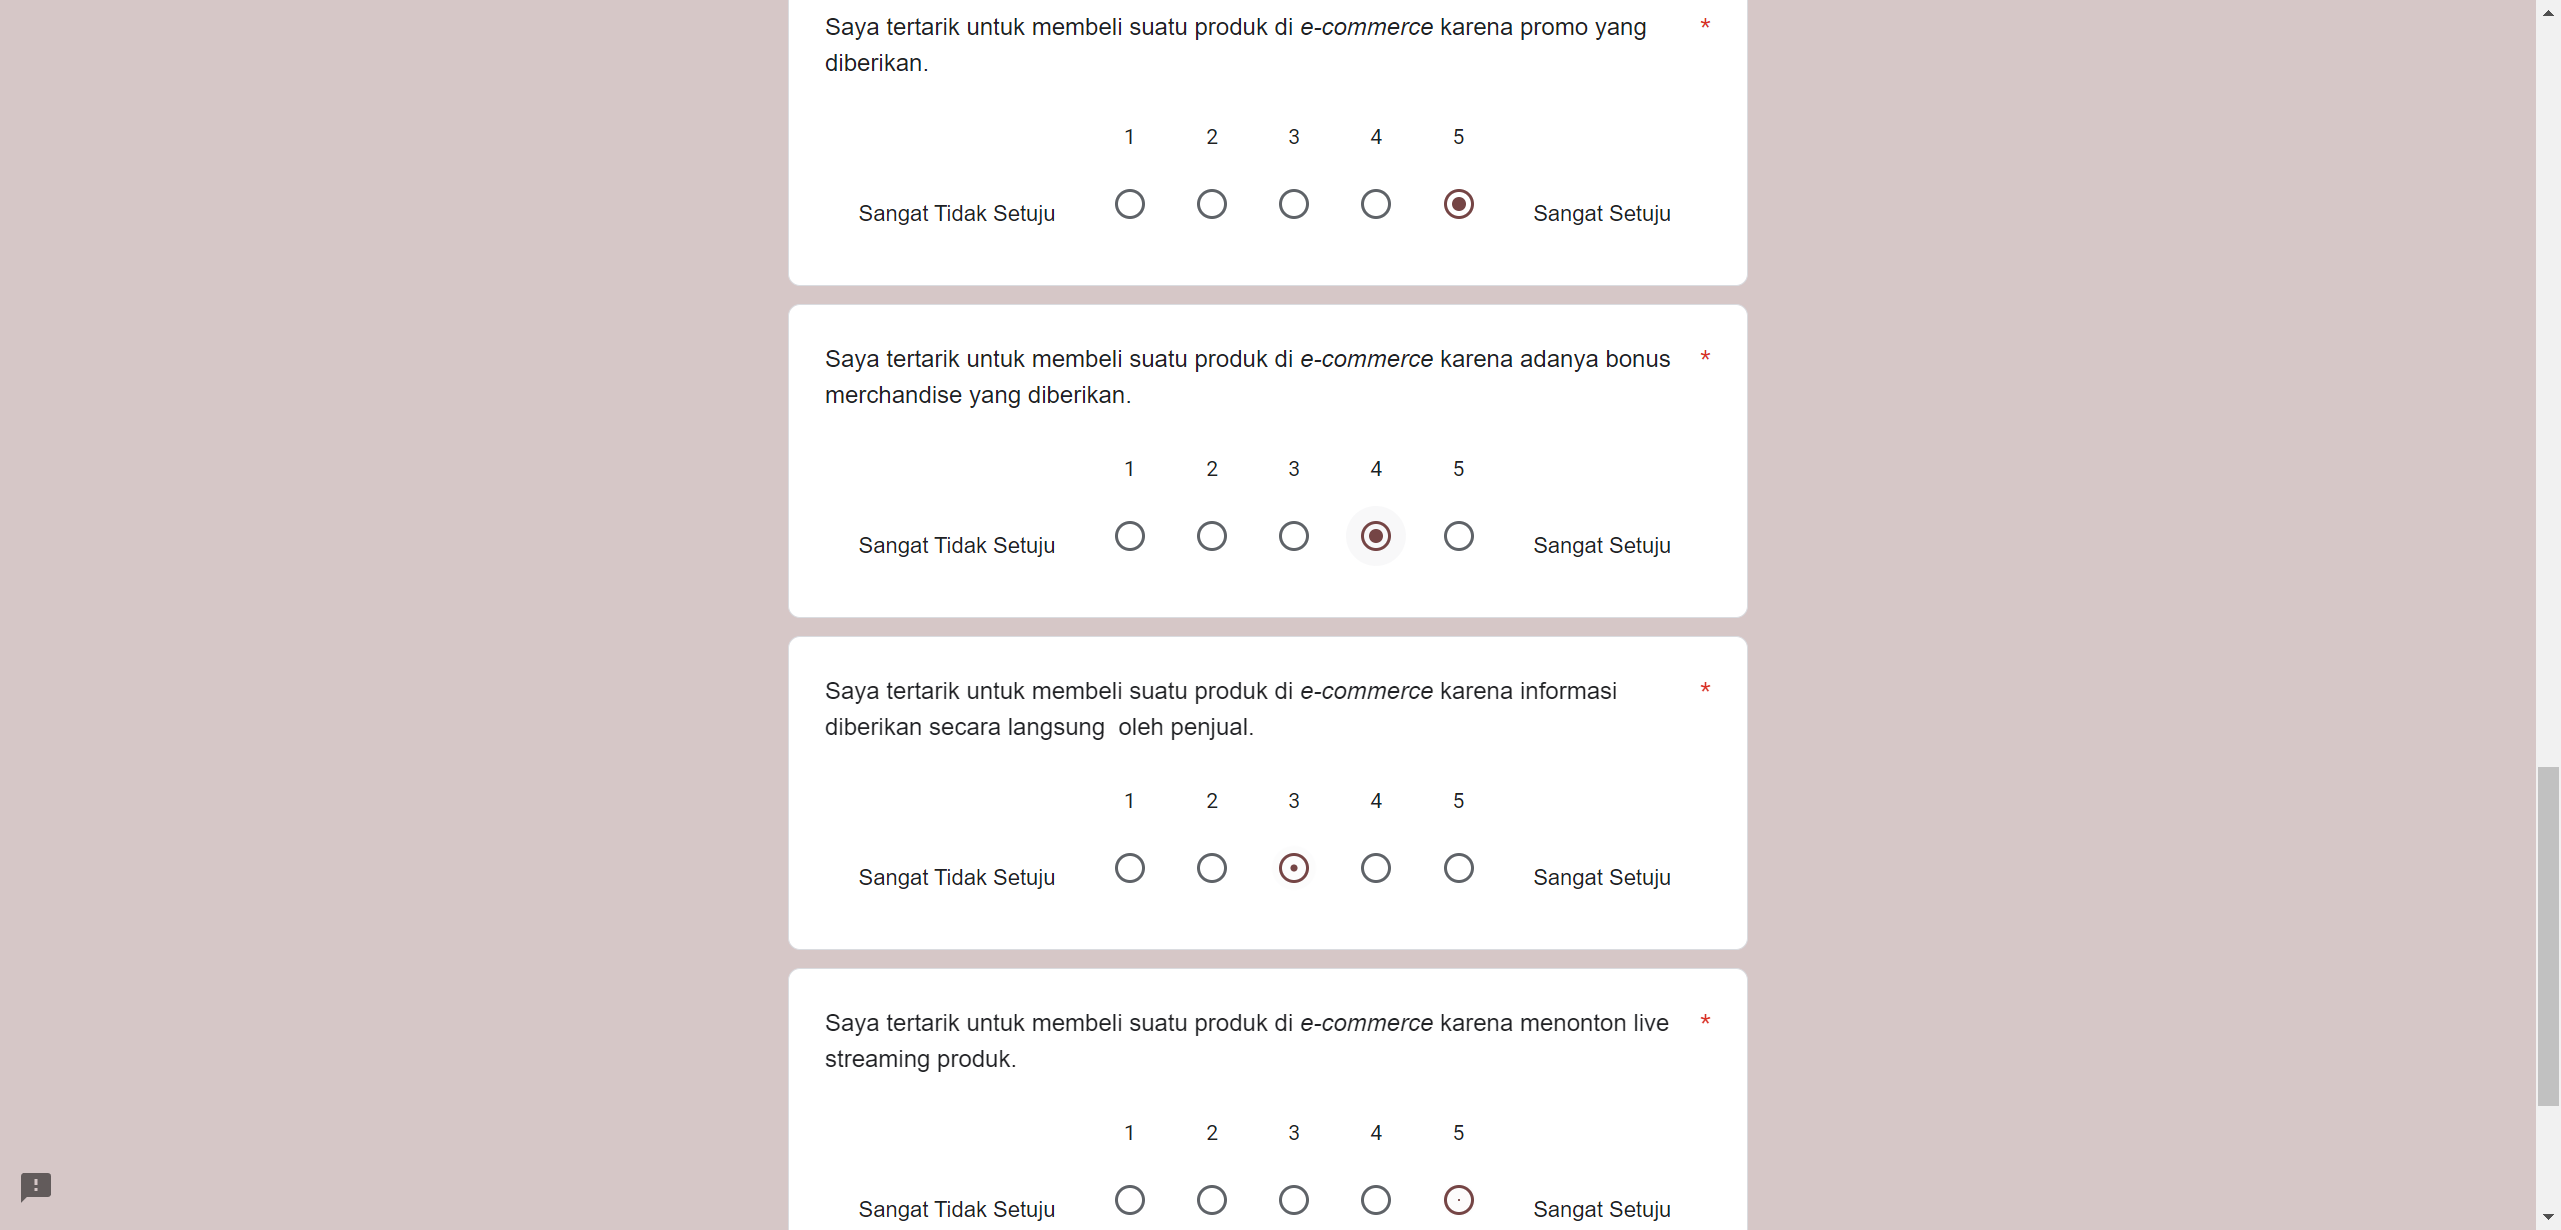 Saya tertarik untuk membeli suatu produk di e-commerce karena promo yang *
diberikan.
1 2 3 4 5
Sangat Tidak Setuju Sangat Setuju
Saya tertarik untuk membeli suatu produk di e-commerce karena adanya bonus *
merchandise yang diberikan.
1 2 3 4 5
Sangat Tidak Setuju Sangat Setuju
Saya tertarik untuk membeli suatu produk di e-commerce karena informasi *
diberikan secara langsung  oleh penjual.
1 2 3 4 5
Sangat Tidak Setuju Sangat Setuju
Saya tertarik untuk membeli suatu produk di e-commerce karena menonton live *
streaming produk.
1 2 3 4 5
Sangat Tidak Setuju Sangat Setuju